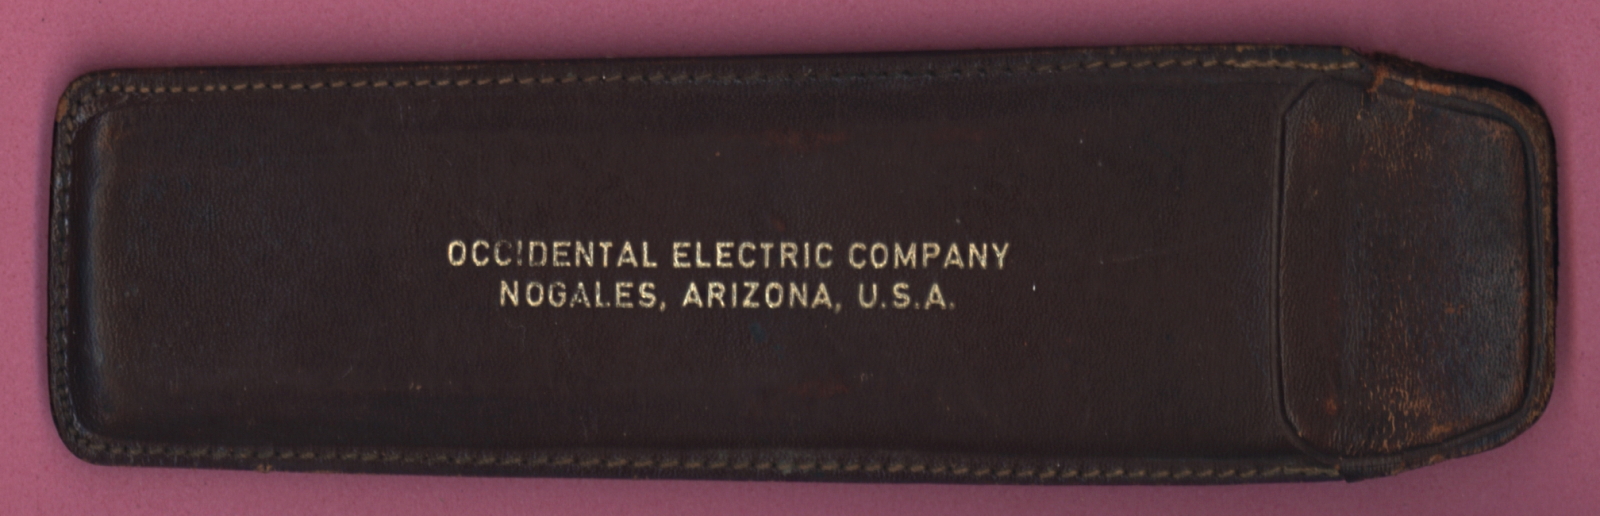 OCCIDENTAL ELECTRIC COMPANY
NOGALES, ARIZONA, U.S.A.